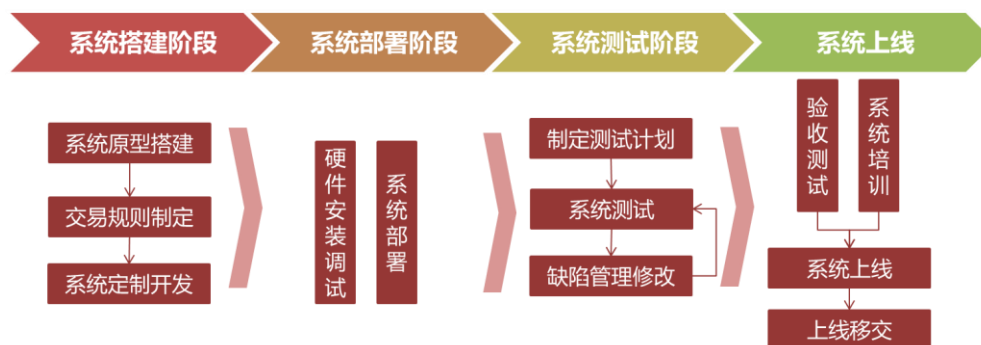 系统搭建阶段
系统部署阶段
系统测试阶段
系统上线
系统原型搭建
交易规则制定
系统定制开发
硬件安装调试
系统部署
制定测试计划
系统测试
缺陷管理修改
验收测试
系统培训
系统上线
上线移交